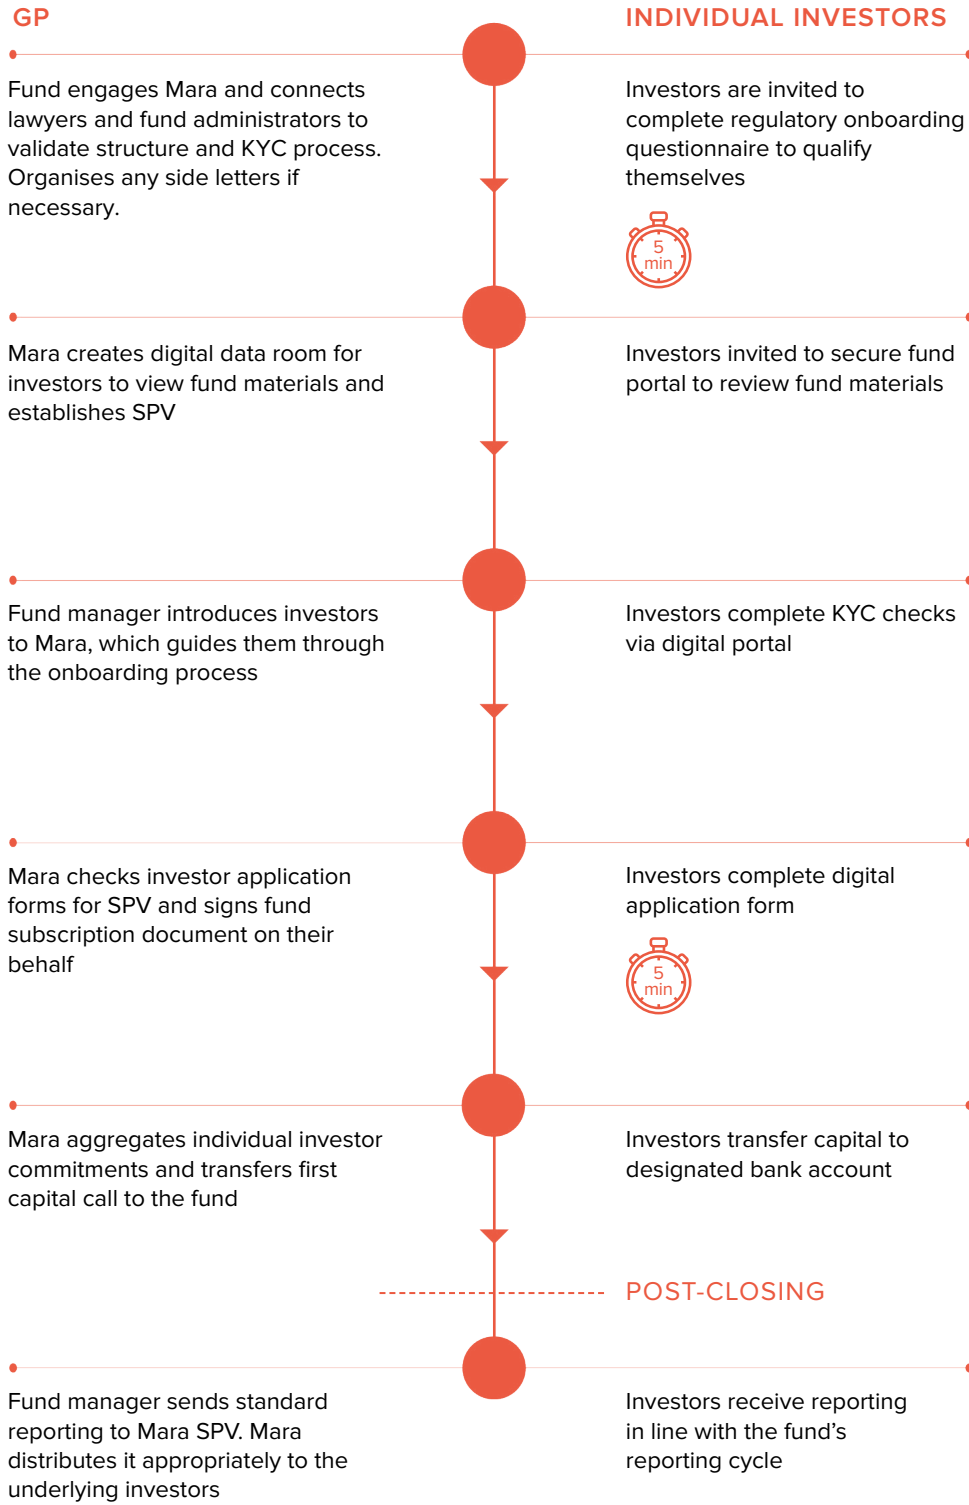 GP
INDIVIDUAL INVESTORS
Fund engages Mara and connects
lawyers and fund administrators to
validate structure and KYC process.
Organises any side letters if
necessary.
Investors are invited to
complete regulatory onboarding
questionnaire to qualify
themselves
5
min
Mara creates digital data room for
investors to view fund materials and
establishes SPV
Investors invited to secure fund
portal to review fund materials
Fund manager introduces investors
to Mara, which guides them through
the onboarding process
Investors complete KYC checks
via digital portal
Mara checks investor application
forms for SPV and signs fund
subscription document on their
behalf
Investors complete digital
application form
5
min
Mara aggregates individual investor
commitments and transfers first
capital call to the fund
Investors transfer capital to
designated bank account
POST-CLOSING
Fund manager sends standard
reporting to Mara SPV. Mara
distributes it appropriately to the
underlying investors
Investors receive reporting
in line with the fund’s
reporting cycle